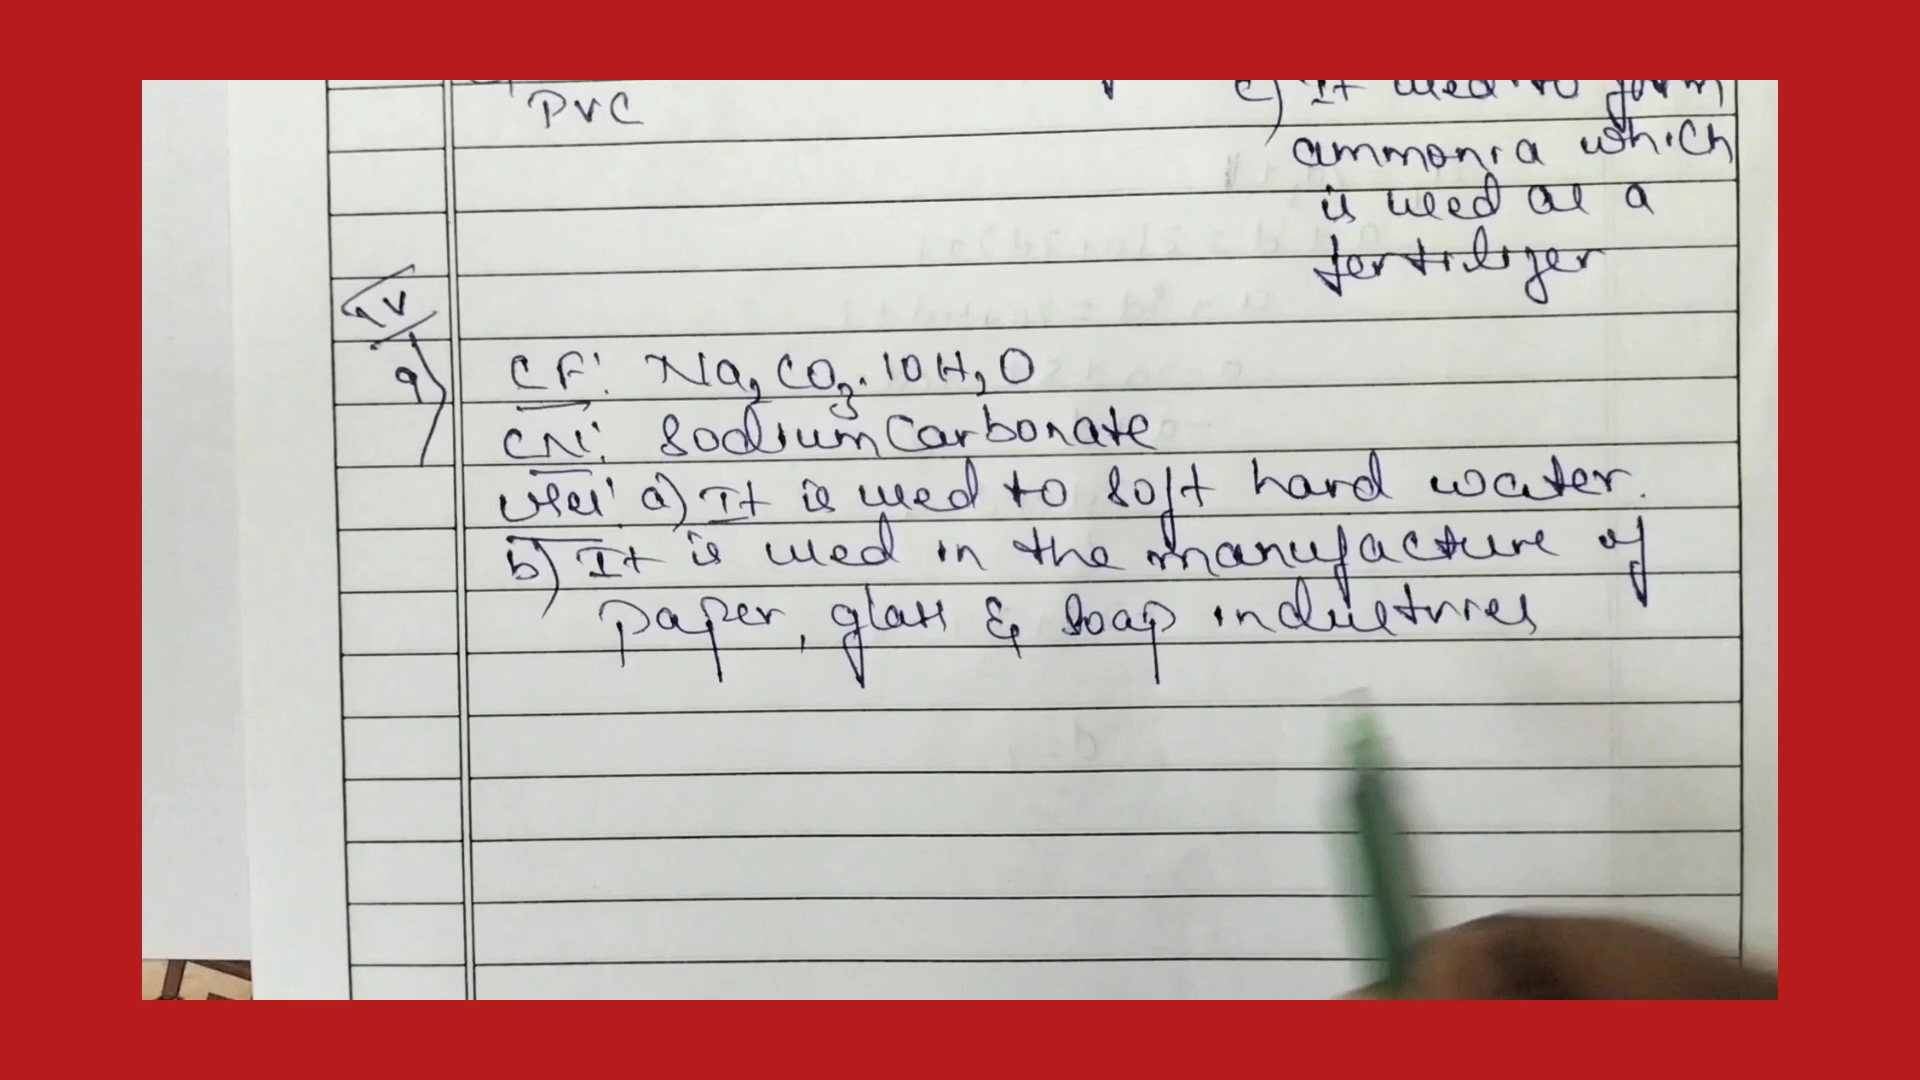 PVC
c) It used to form
ammonia which
is used as a
fertilizer
IV
9)
CF: Na2CO3.10H2O
CN: Sodium Carbonate
Uses: a) It is used to soft hard water.
b) It is used in the manufacture of
paper, glass & soap industries